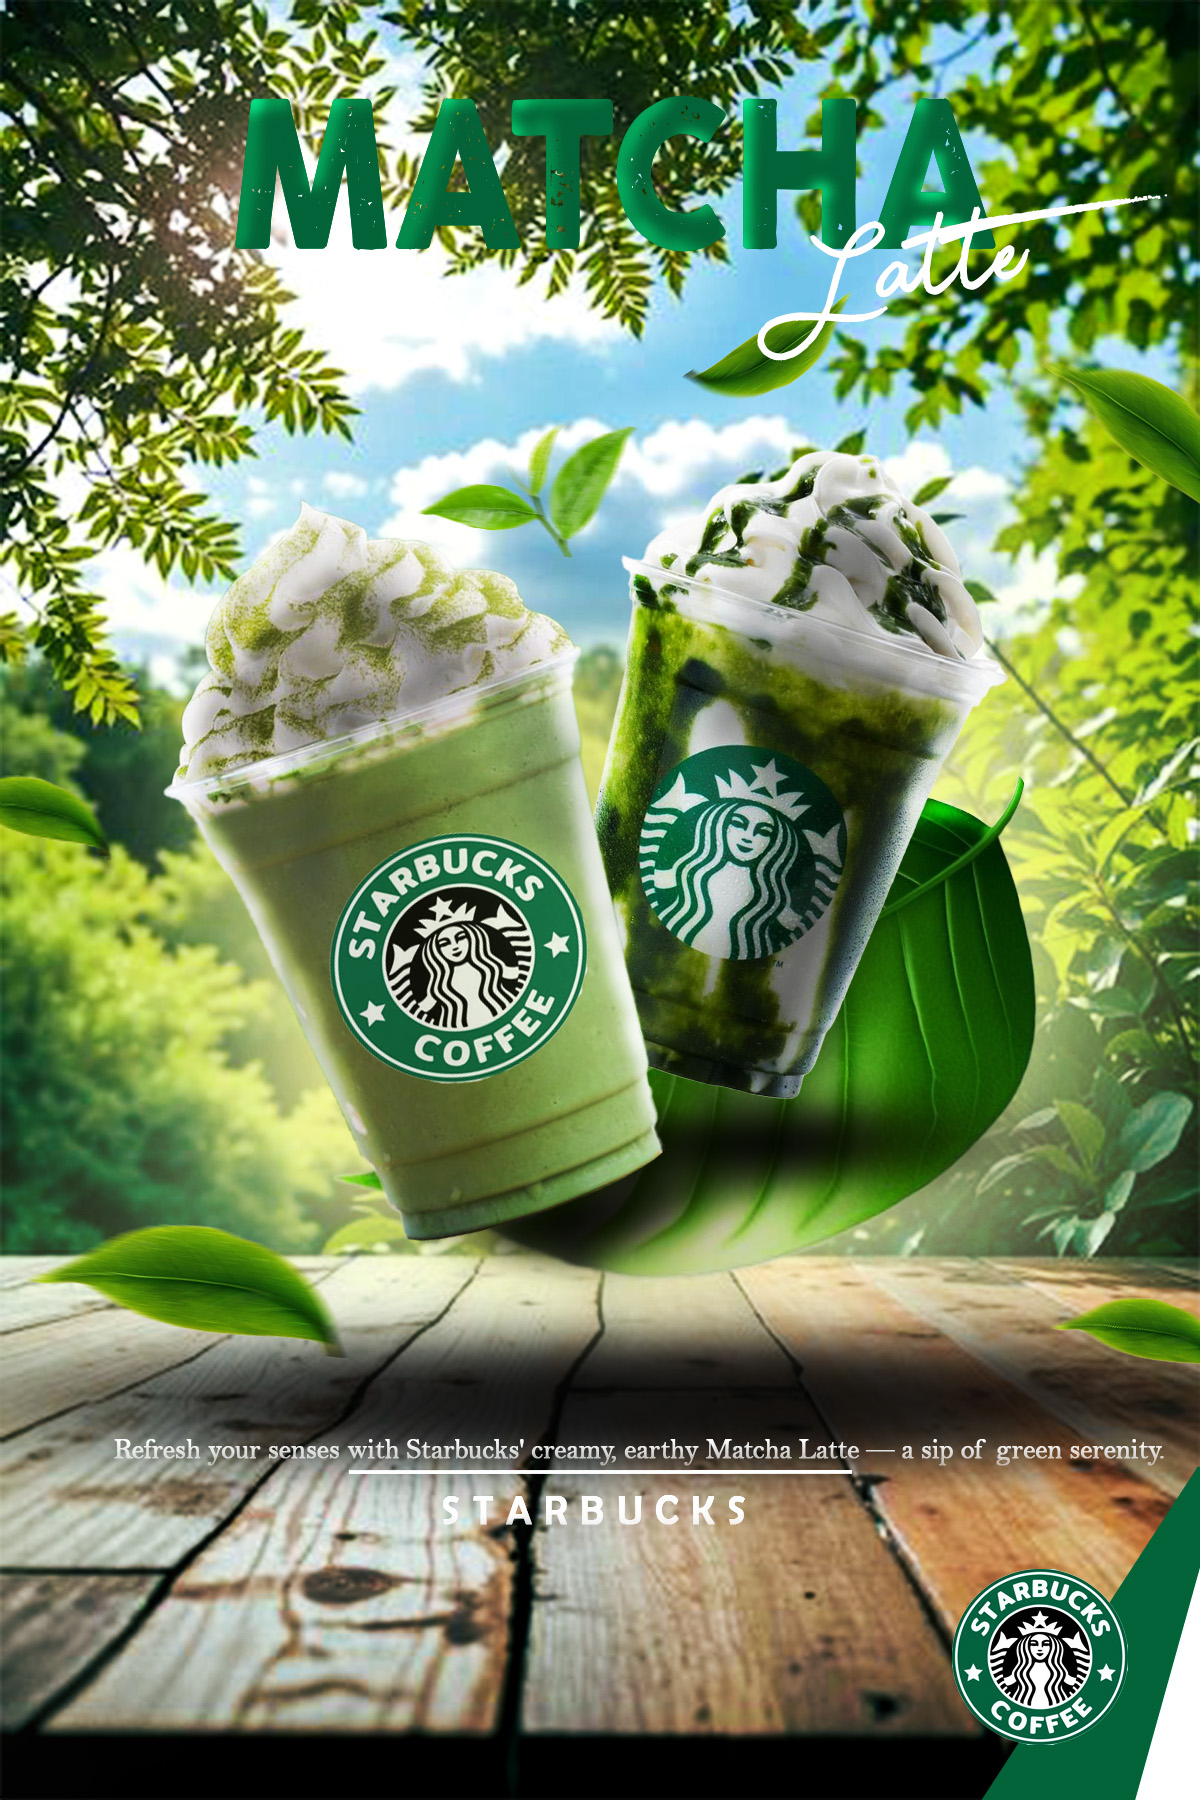 MATCHA
Latte
STARBUCKS
COFFEE
TM
Refresh your senses with Starbucks' creamy, earthy Matcha Latte — a sip of green serenity.
STARBUCKS
STARBUCKS
COFFEE